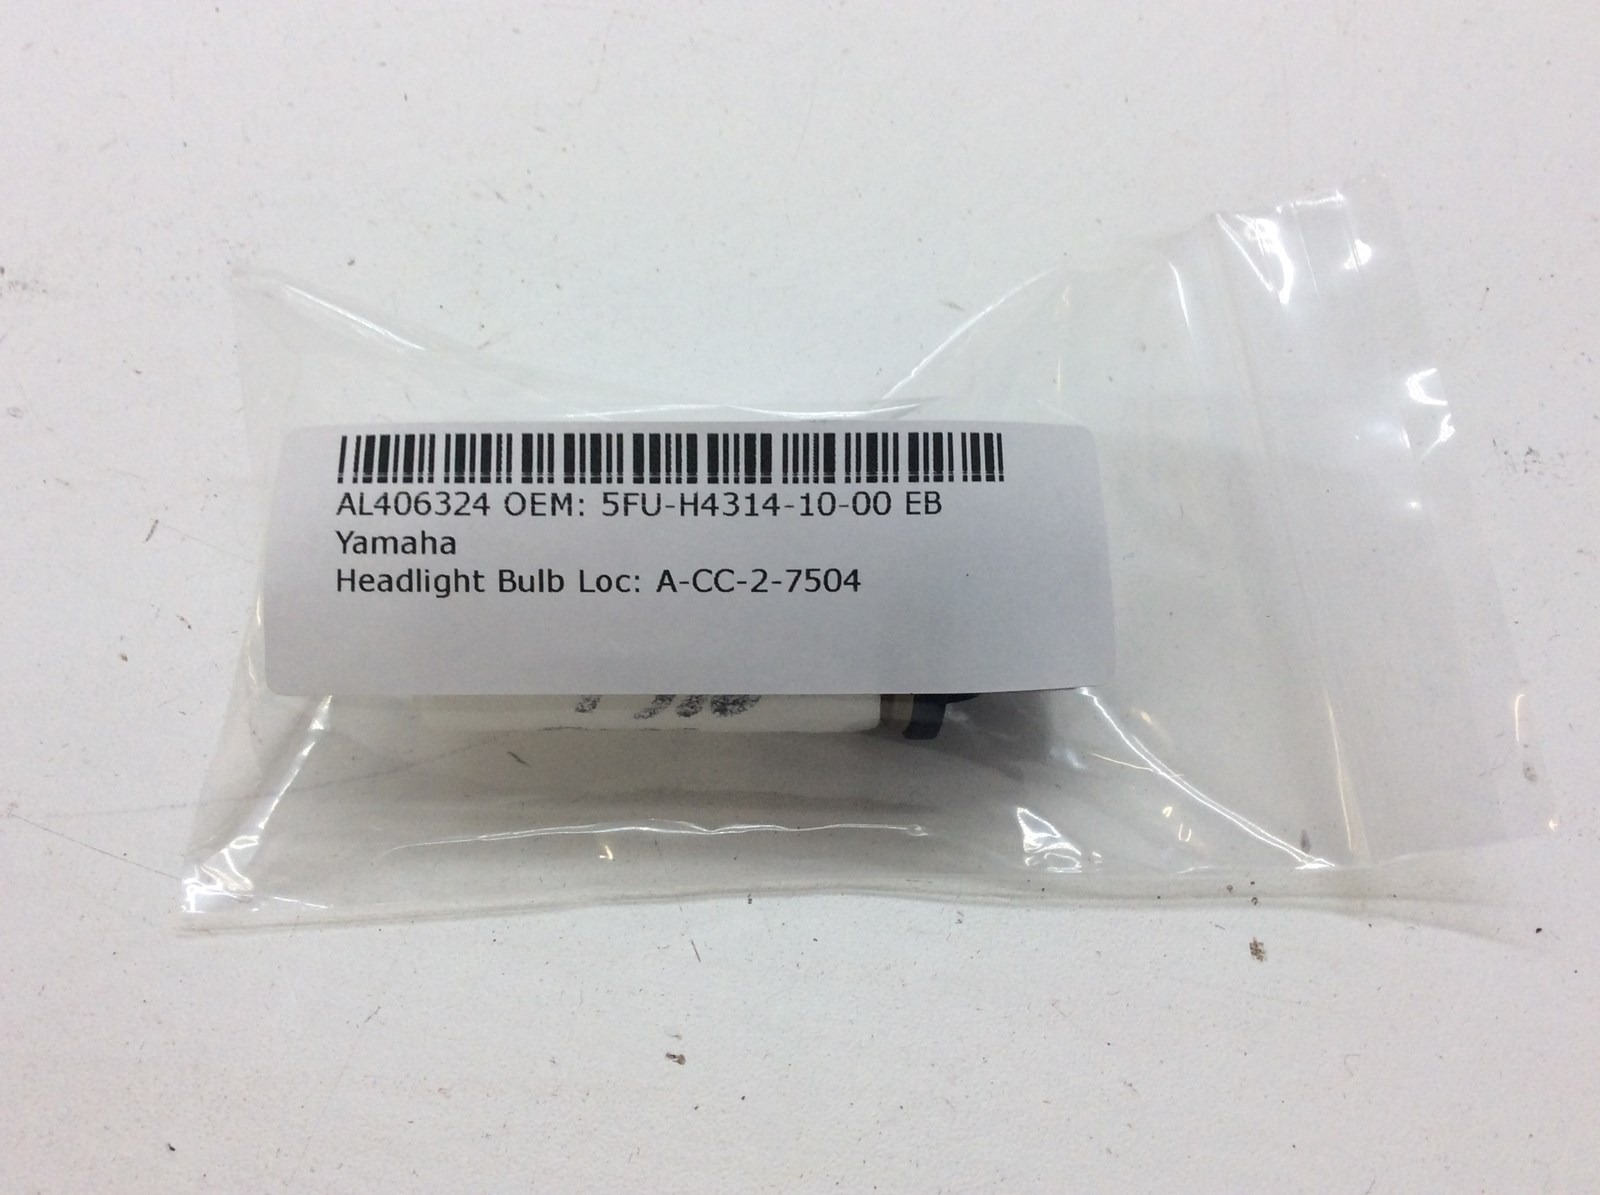 AL406324 OEM: 5FU-H4314-10-00 EB
Yamaha
Headlight Bulb Loc: A-CC-2-7504